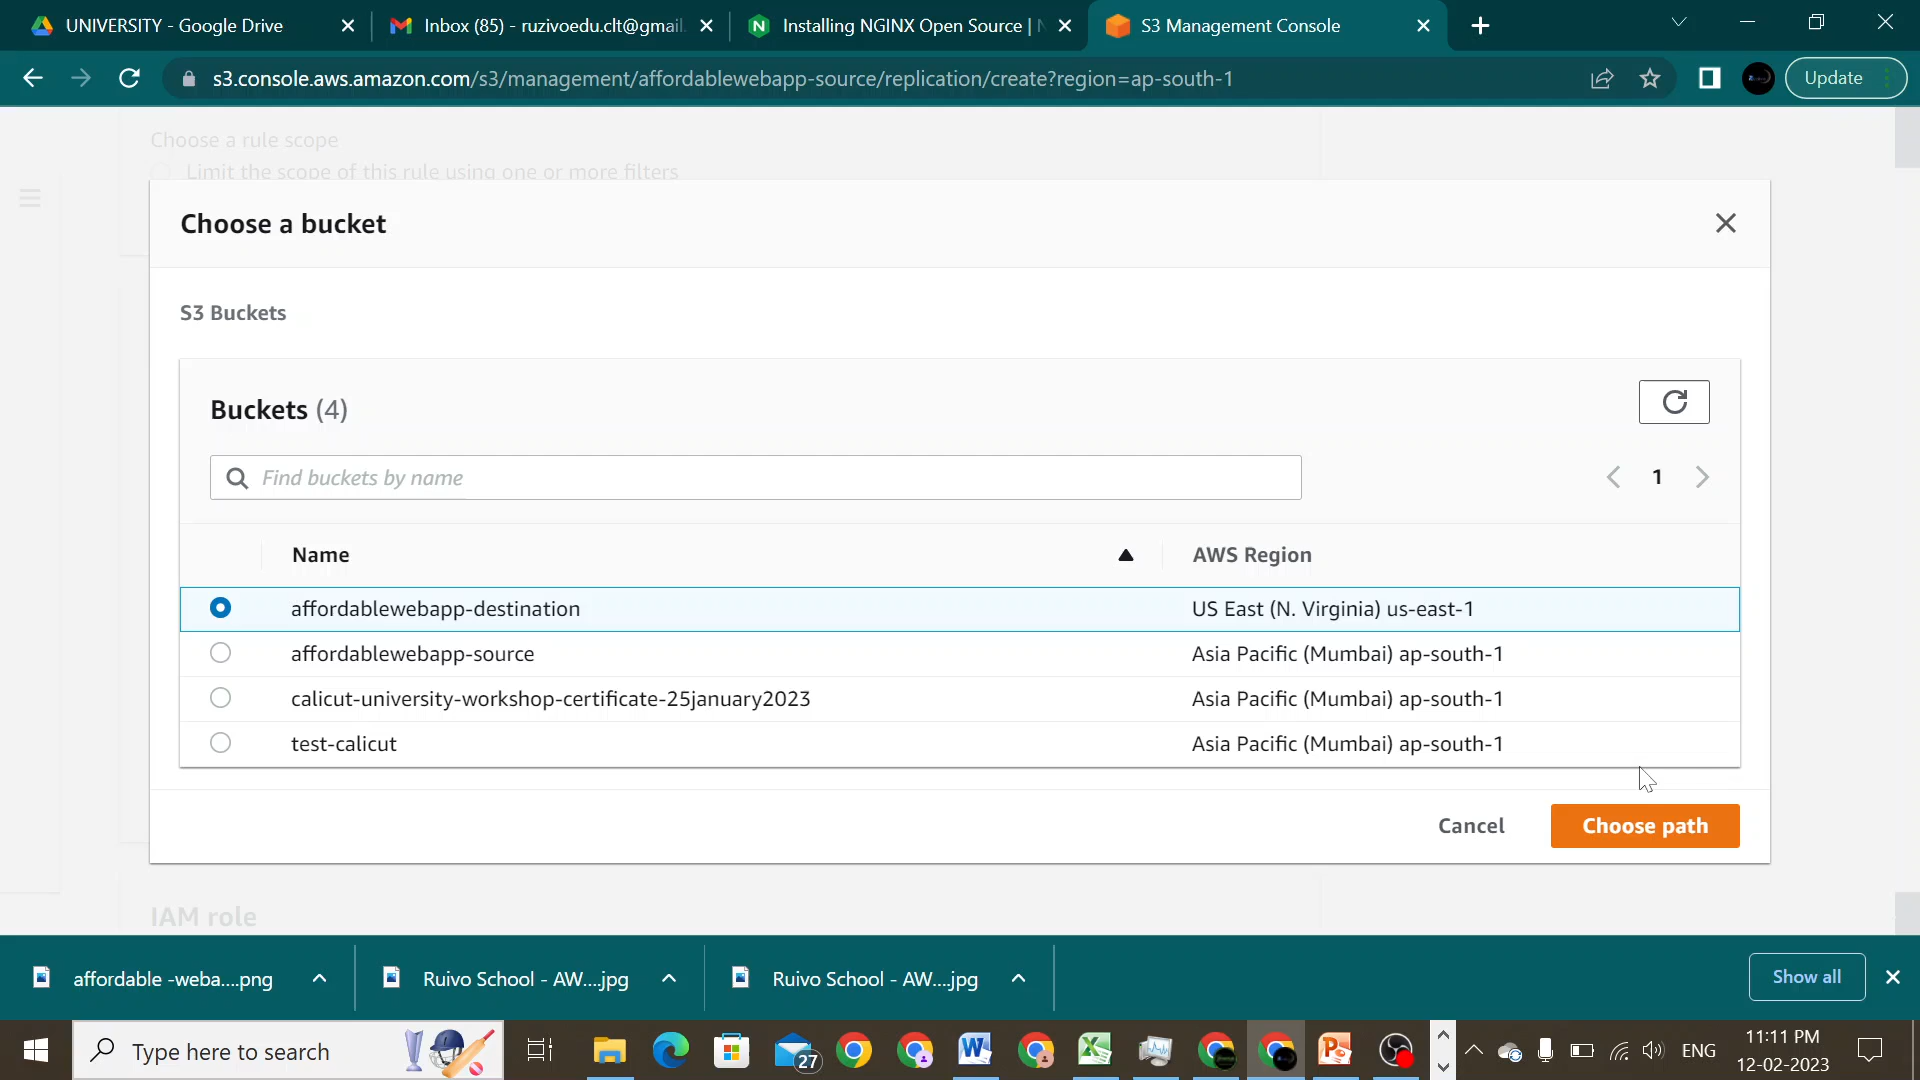 UNIVERSITY - Google Drive
Inbox (85) - ruzivoedu.clt@gmail.
Installing NGINX Open Source |
S3 Management Console
s3.console.aws.amazon.com/s3/management/affordablewebapp-source/replication/create?region=ap-south-1
Update
Choose a rule scope
Limit the scope of this rule using one or more filters
Choose a bucket
S3 Buckets
Buckets (4)
Find buckets by name
1
Name AWS Region
affordablewebapp-destination US East (N. Virginia) us-east-1
affordablewebapp-source Asia Pacific (Mumbai) ap-south-1
calicut-university-workshop-certificate-25january2023 Asia Pacific (Mumbai) ap-south-1
test-calicut Asia Pacific (Mumbai) ap-south-1
Cancel Choose path
IAM role
affordable -weba....png
Ruivo School - AW....jpg
Ruivo School - AW....jpg
Show all
Type here to search
27
ENG
11:11 PM
12-02-2023